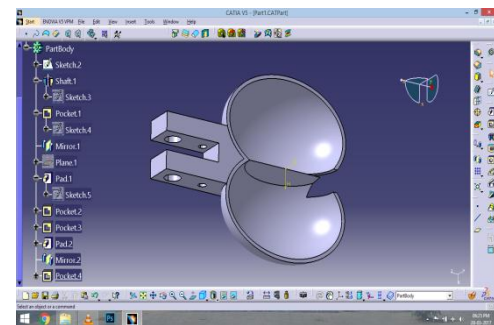 CATIA V5 - [Part1.CATPart]
Start ENOVIA V5 VPM File Edit View Insert Tools Window Help
PartBody
Sketch.2
Shaft.1
Sketch.3
Pocket.1
Sketch.4
Mirror.1
Plane.1
Pad.1
Sketch.5
Pocket.2
Pocket.3
Pad.2
Mirror.2
Pocket.4
PartBody
Select an object or a command